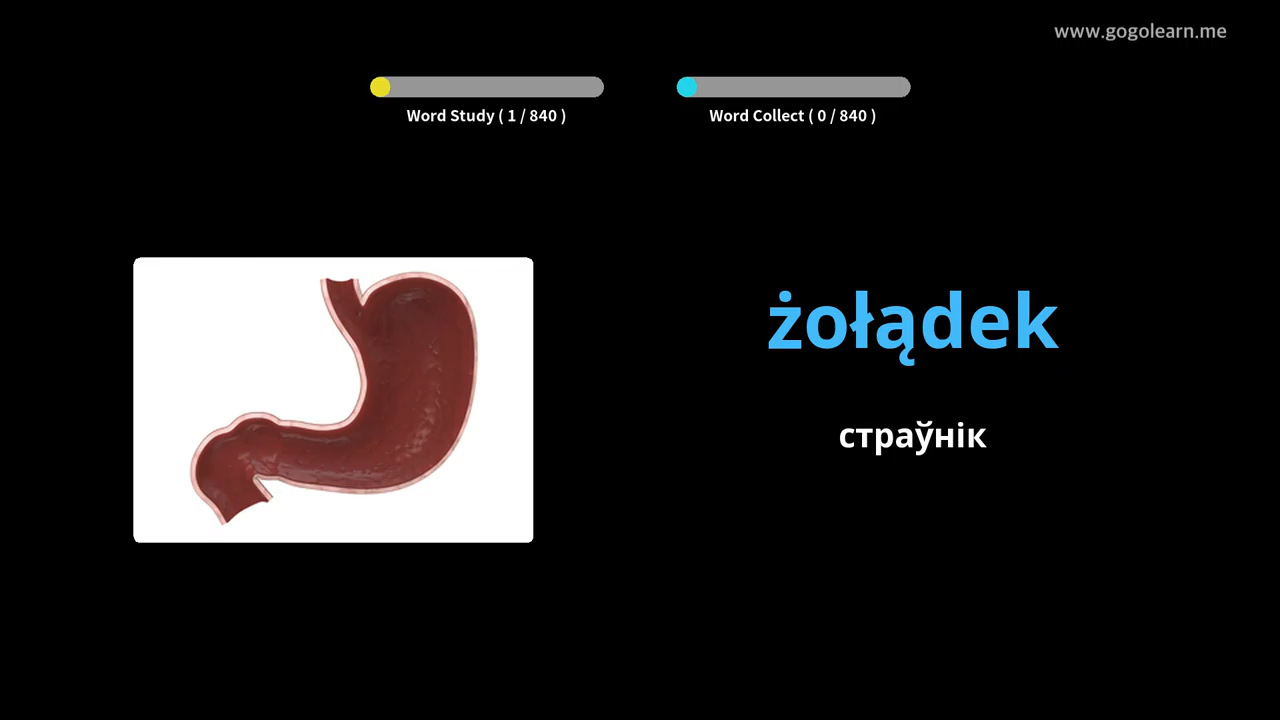 www.gogolearn.me
Word Study ( 1 / 840 )
Word Collect ( 0 / 840 )
żołądek
страўнік